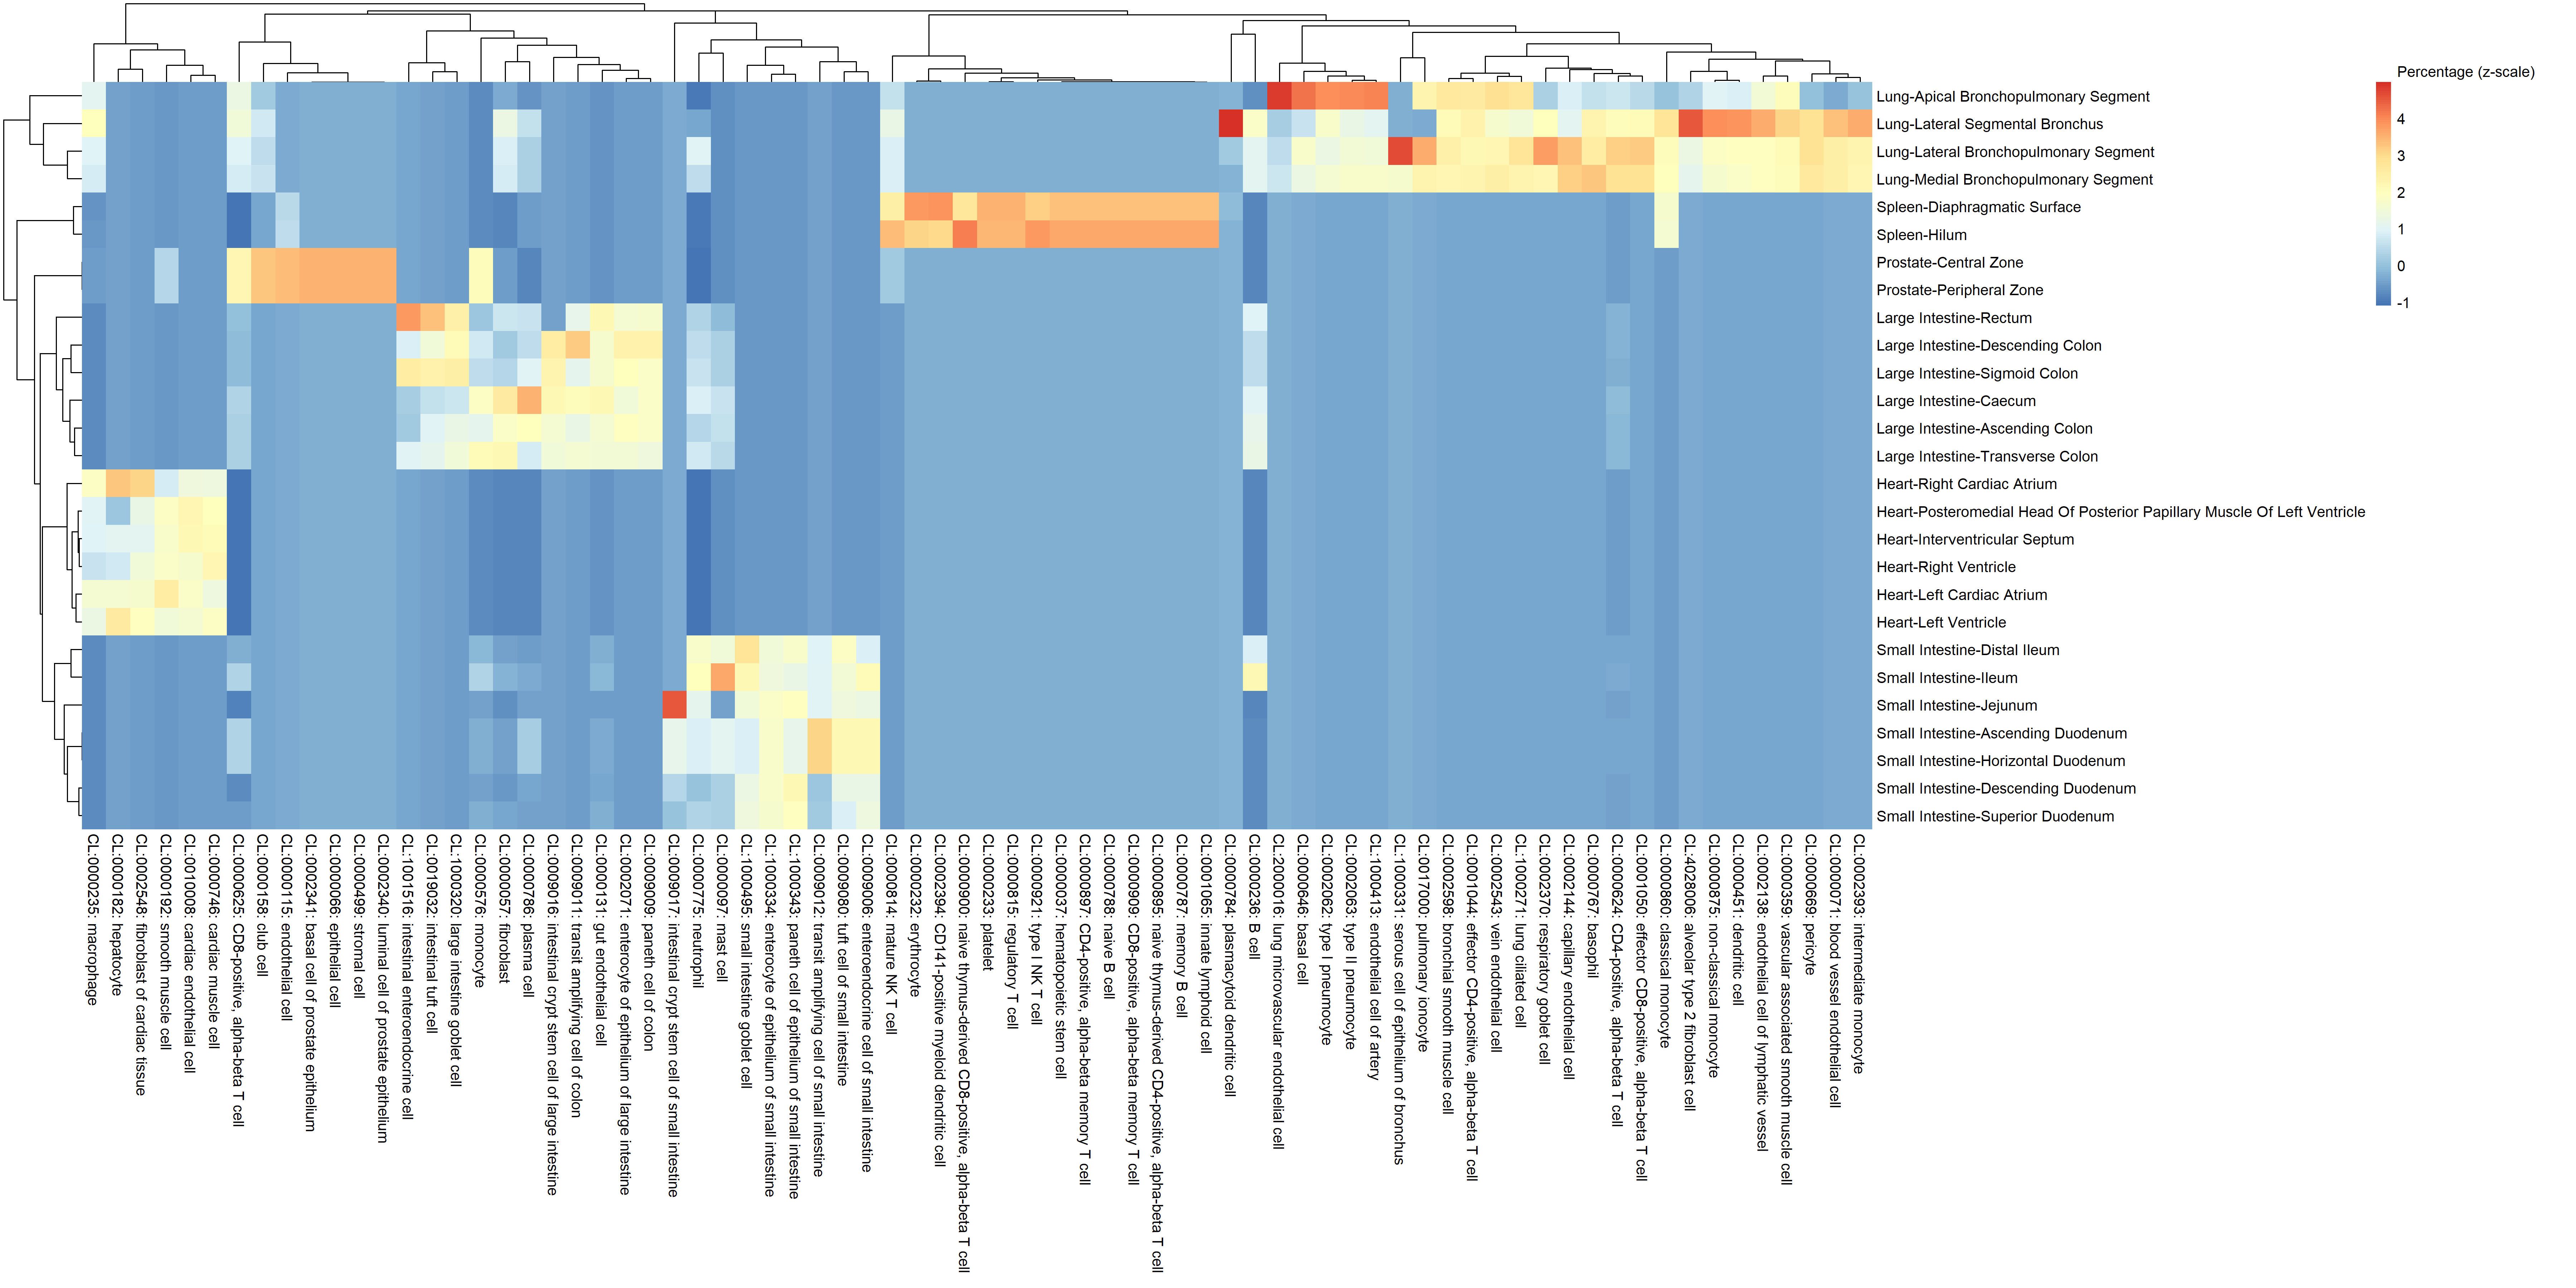 Percentage (z-scale)
4
3
2
1
0
-1
Lung-Apical Bronchopulmonary Segment
Lung-Lateral Segmental Bronchus
Lung-Lateral Bronchopulmonary Segment
Lung-Medial Bronchopulmonary Segment
Spleen-Diaphragmatic Surface
Spleen-Hilum
Prostate-Central Zone
Prostate-Peripheral Zone
Large Intestine-Rectum
Large Intestine-Descending Colon
Large Intestine-Sigmoid Colon
Large Intestine-Caecum
Large Intestine-Ascending Colon
Large Intestine-Transverse Colon
Heart-Right Cardiac Atrium
Heart-Posteromedial Head Of Posterior Papillary Muscle Of Left Ventricle
Heart-Interventricular Septum
Heart-Right Ventricle
Heart-Left Cardiac Atrium
Heart-Left Ventricle
Small Intestine-Distal Ileum
Small Intestine-Ileum
Small Intestine-Jejunum
Small Intestine-Ascending Duodenum
Small Intestine-Horizontal Duodenum
Small Intestine-Descending Duodenum
Small Intestine-Superior Duodenum
CL:0000235: macrophage
CL:0000182: hepatocyte
CL:0002548: fibroblast of cardiac tissue
CL:0000192: smooth muscle cell
CL:0010008: cardiac endothelial cell
CL:0000746: cardiac muscle cell
CL:0000625: CD8-positive, alpha-beta T cell
CL:0000158: club cell
CL:0000115: endothelial cell
CL:0002341: basal cell of prostate epithelium
CL:0000066: epithelial cell
CL:0000499: stromal cell
CL:0002340: luminal cell of prostate epithelium
CL:1001516: intestinal enteroendocrine cell
CL:0019032: intestinal tuft cell
CL:1000320: large intestine goblet cell
CL:0000576: monocyte
CL:0000057: fibroblast
CL:0000786: plasma cell
CL:0009016: intestinal crypt stem cell of large intestine
CL:0009011: transit amplifying cell of colon
CL:0000131: gut endothelial cell
CL:0002071: enterocyte of epithelium of large intestine
CL:0009009: paneth cell of colon
CL:0009017: intestinal crypt stem cell of small intestine
CL:0000775: neutrophil
CL:0000097: mast cell
CL:1000495: small intestine goblet cell
CL:1000334: enterocyte of epithelium of small intestine
CL:1000343: paneth cell of epithelium of small intestine
CL:0009012: transit amplifying cell of small intestine
CL:0009080: tuft cell of small intestine
CL:0009006: enteroendocrine cell of small intestine
CL:0000814: mature NK T cell
CL:0000232: erythrocyte
CL:0002394: CD141-positive myeloid dendritic cell
CL:0000900: naive thymus-derived CD8-positive, alpha-beta T cell
CL:0000233: platelet
CL:0000815: regulatory T cell
CL:0000921: type I NK T cell
CL:0000037: hematopoietic stem cell
CL:0000897: CD4-positive, alpha-beta memory T cell
CL:0000788: naive B cell
CL:0000909: CD8-positive, alpha-beta memory T cell
CL:0000895: naive thymus-derived CD4-positive, alpha-beta T cell
CL:0000787: memory B cell
CL:0001065: innate lymphoid cell
CL:0000784: plasmacytoid dendritic cell
CL:0000236: B cell
CL:2000016: lung microvascular endothelial cell
CL:0000646: basal cell
CL:0002062: type I pneumocyte
CL:0002063: type II pneumocyte
CL:1000413: endothelial cell of artery
CL:1000331: serous cell of epithelium of bronchus
CL:0017000: pulmonary ionocyte
CL:0002598: bronchial smooth muscle cell
CL:0001044: effector CD4-positive, alpha-beta T cell
CL:0002543: vein endothelial cell
CL:1000271: lung ciliated cell
CL:0002370: respiratory goblet cell
CL:0002144: capillary endothelial cell
CL:0000767: basophil
CL:0000624: CD4-positive, alpha-beta T cell
CL:0001050: effector CD8-positive, alpha-beta T cell
CL:0000860: classical monocyte
CL:4028006: alveolar type 2 fibroblast cell
CL:0000875: non-classical monocyte
CL:0000451: dendritic cell
CL:0002138: endothelial cell of lymphatic vessel
CL:0000359: vascular associated smooth muscle cell
CL:0000669: pericyte
CL:0000071: blood vessel endothelial cell
CL:0002393: intermediate monocyte